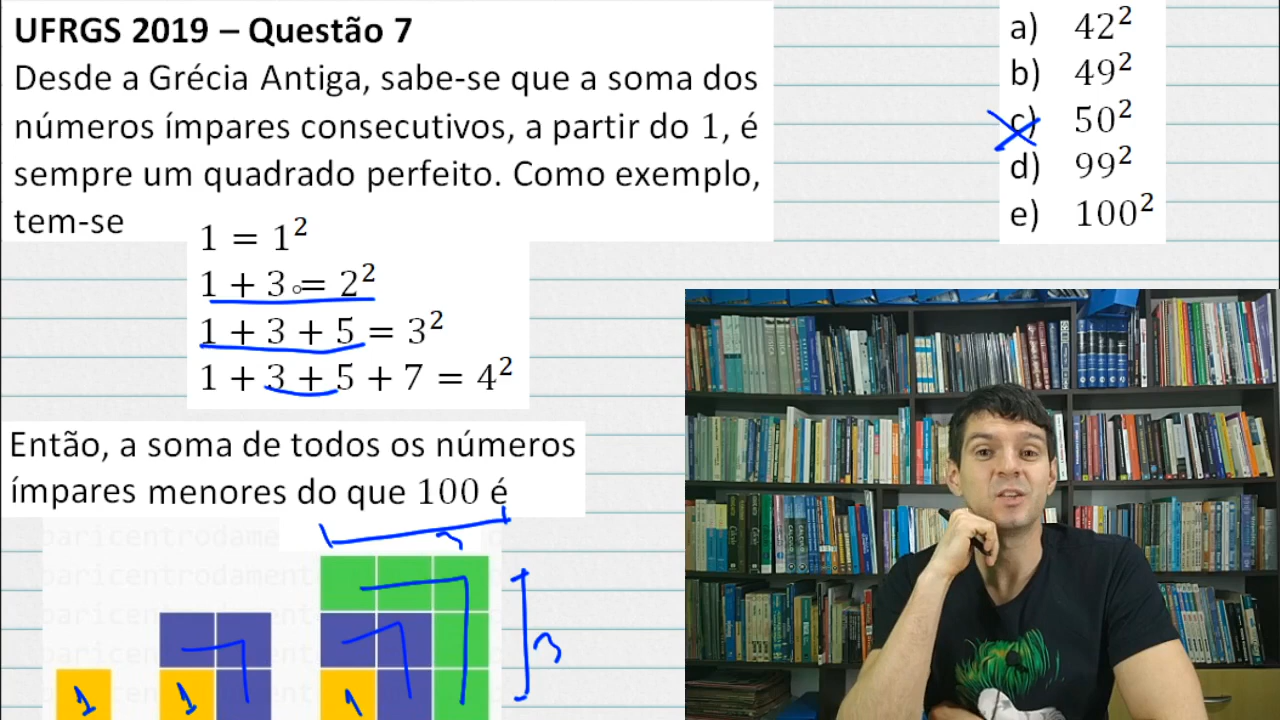 UFRGS 2019 – Questão 7
Desde a Grécia Antiga, sabe-se que a soma dos
números ímpares consecutivos, a partir do 1, é
sempre um quadrado perfeito. Como exemplo,
tem-se
1 = 1²
1 + 3 = 2²
1 + 3 + 5 = 3²
1 + 3 + 5 + 7 = 4²
Então, a soma de todos os números
ímpares menores do que 100 é
a) 42²
b) 49²
c) 50²
d) 99²
e) 100²
baricentrodame
3
3
1
1
1